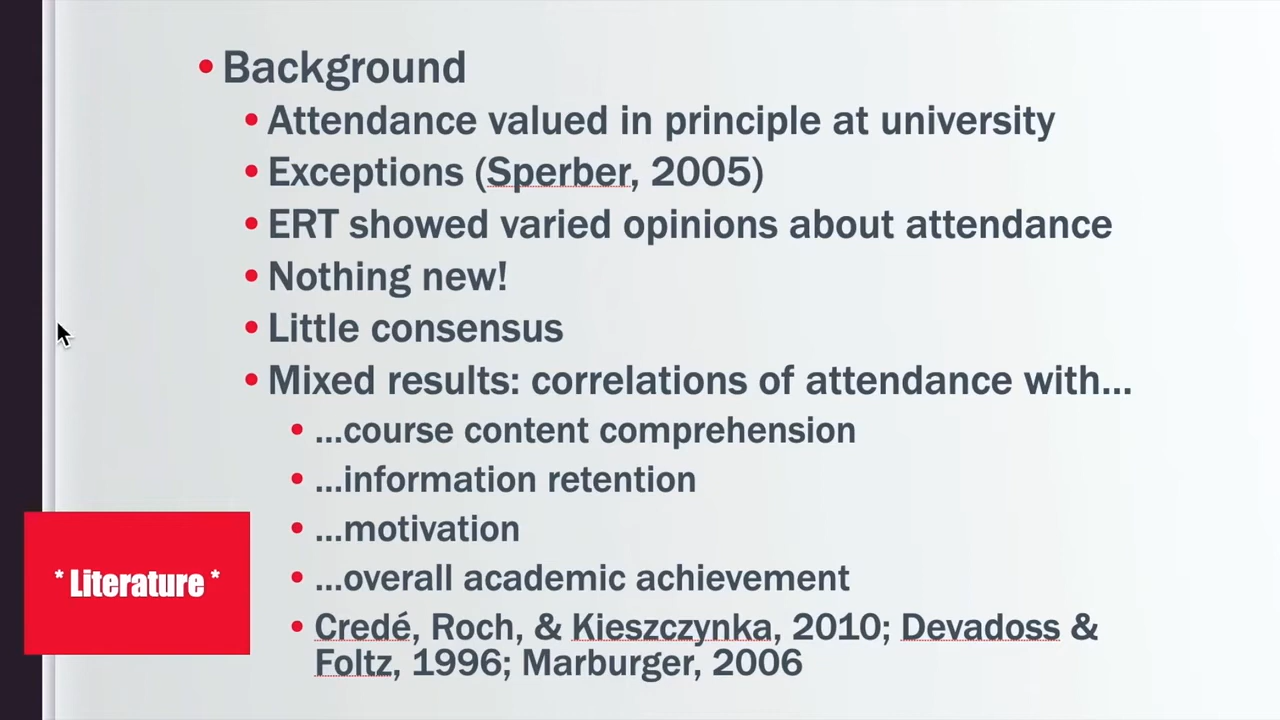 • Background
• Attendance valued in principle at university
• Exceptions (Sperber, 2005)
• ERT showed varied opinions about attendance
• Nothing new!
• Little consensus
• Mixed results: correlations of attendance with...
• ...course content comprehension
• ...information retention
• ...motivation
• ...overall academic achievement
• Credé, Roch, & Kieszczynka, 2010; Devadoss &
Foltz, 1996; Marburger, 2006
* Literature *